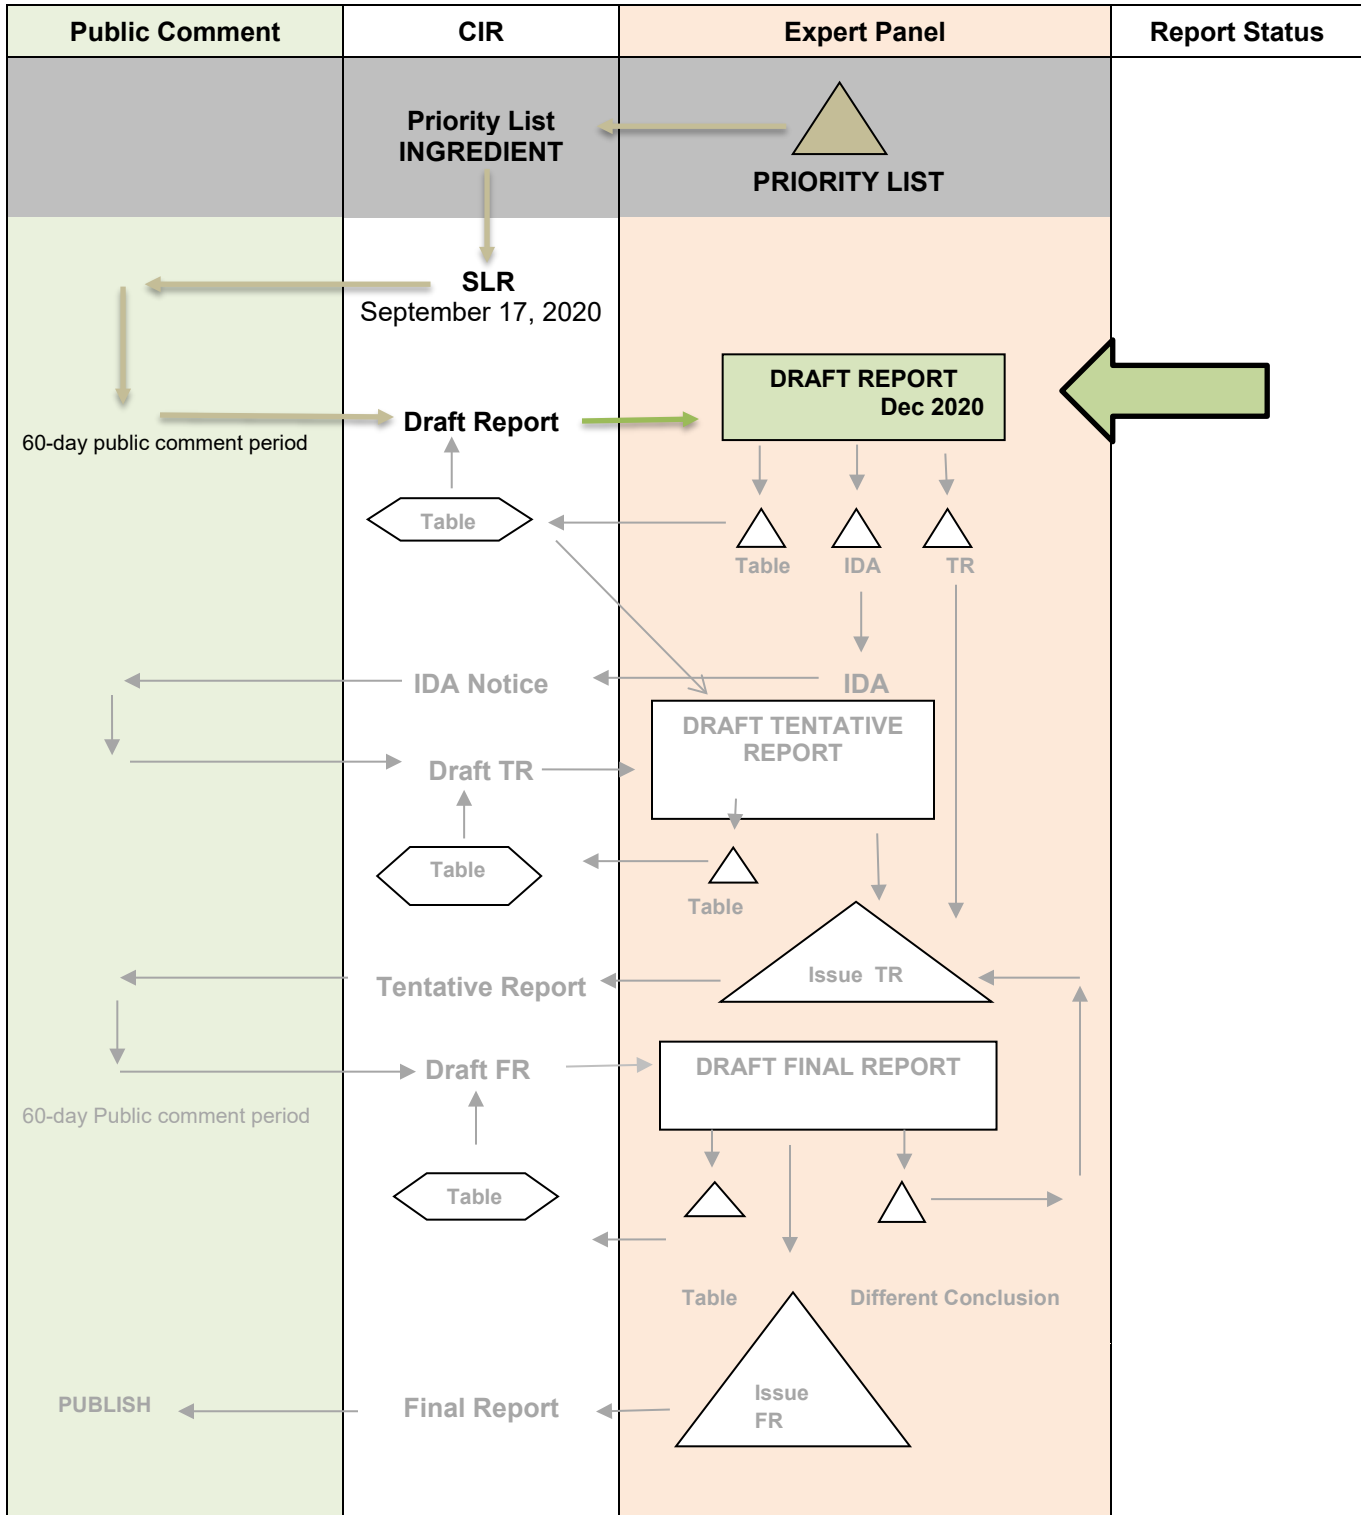 Public Comment
CIR
Expert Panel
Report Status
Priority List
INGREDIENT
PRIORITY LIST
SLR
September 17, 2020
DRAFT REPORT
Dec 2020
60-day public comment period
Draft Report
Table
Table
IDA
TR
IDA Notice
IDA
DRAFT TENTATIVE
REPORT
Draft TR
Table
Table
Tentative Report
Issue TR
Draft FR
DRAFT FINAL REPORT
60-day Public comment period
Table
Table
Different Conclusion
PUBLISH
Final Report
Issue
FR